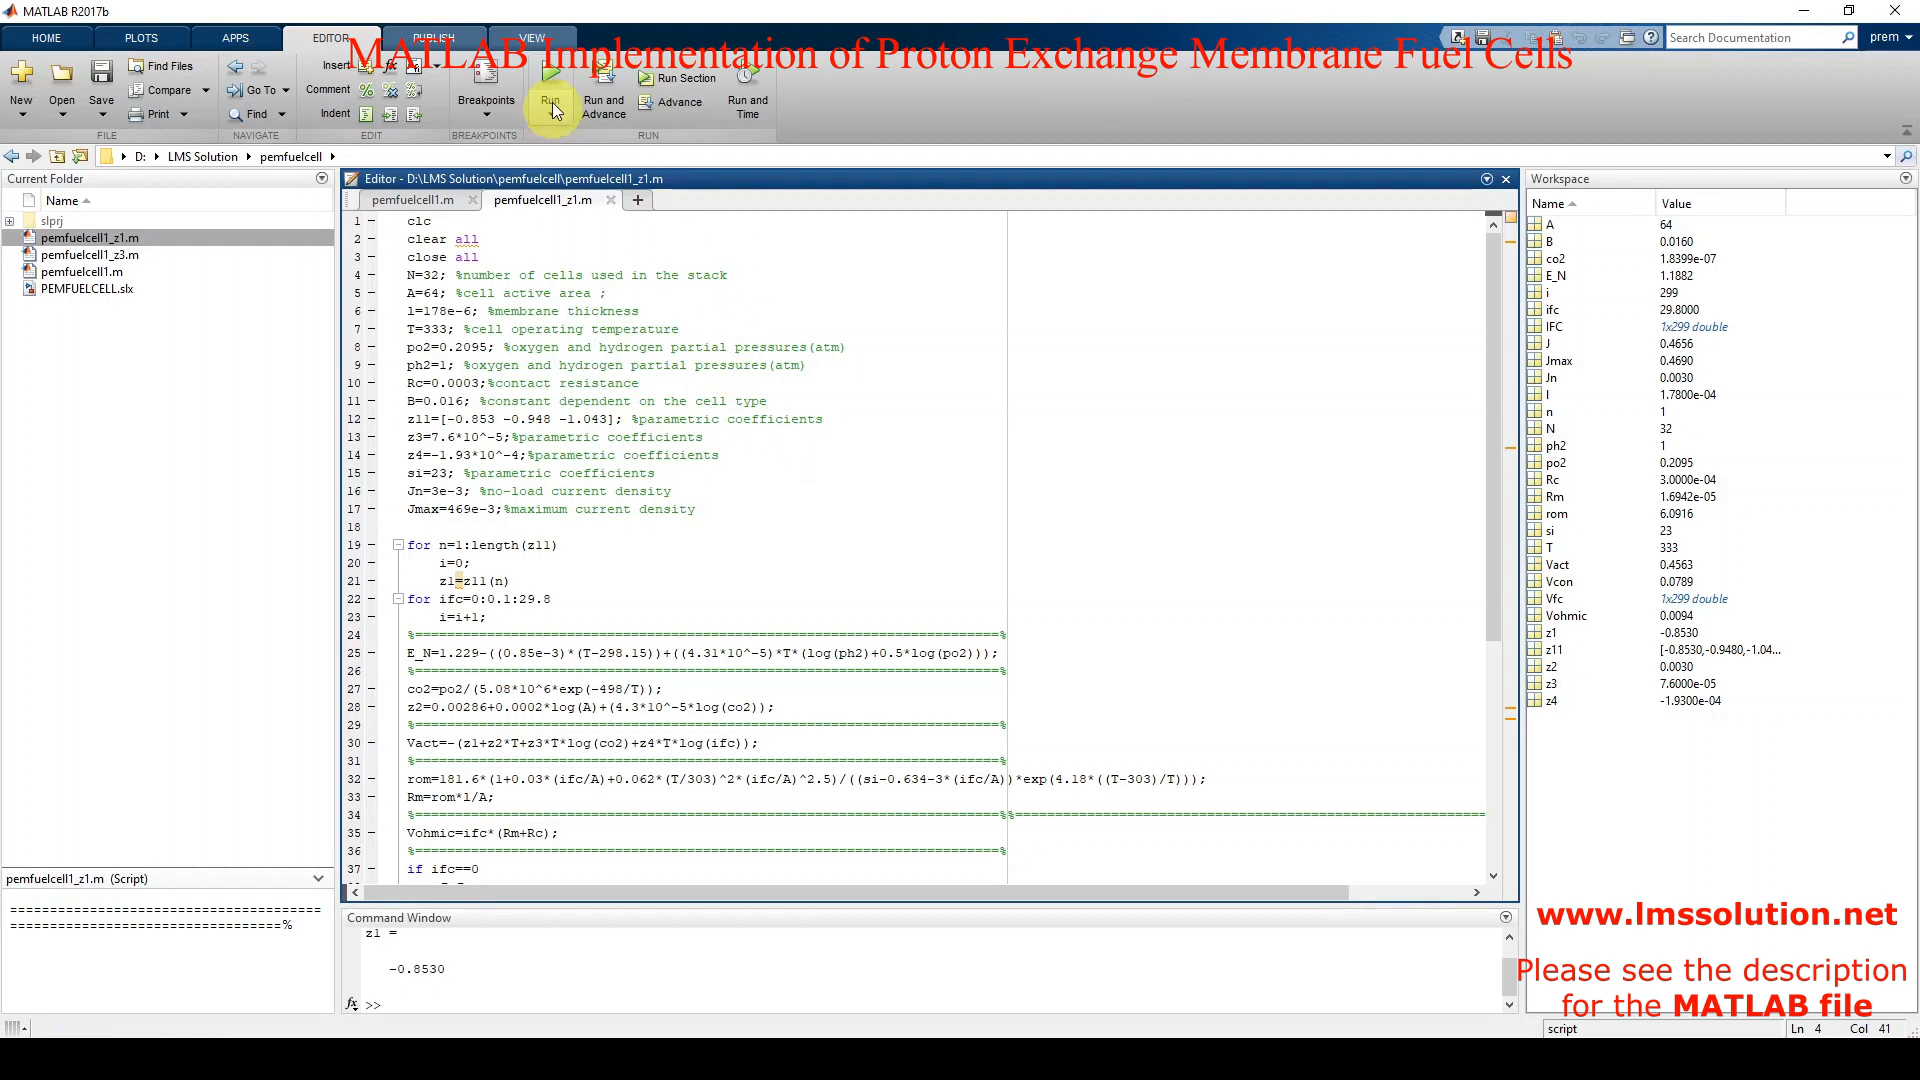 MATLAB R2017b
HOME PLOTS APPS EDITOR PUBLISH VIEW
Search Documentation
prem
MATLAB Implementation of Proton Exchange Membrane Fuel Cells
New Open Save Find Files Compare Print
Go To Find
Insert Comment Indent
Breakpoints
Run
Run and Advance
Run Section Advance
Run and Time
FILE NAVIGATE EDIT BREAKPOINTS RUN
D: LMS Solution pemfuelcell
Current Folder
Name
slprj
pemfuelcell1_z1.m
pemfuelcell1_z3.m
pemfuelcell1.m
PEMFUELCELL.slx
pemfuelcell1_z1.m (Script)
=======================================
==================================%
Editor - D:\LMS Solution\pemfuelcell\pemfuelcell1_z1.m
pemfuelcell1.m pemfuelcell1_z1.m
1 clc
2 clear all
3 close all
4 N=32; %number of cells used in the stack
5 A=64; %cell active area ;
6 l=178e-6; %membrane thickness
7 T=333; %cell operating temperature
8 po2=0.2095; %oxygen and hydrogen partial pressures(atm)
9 ph2=1; %oxygen and hydrogen partial pressures(atm)
10 Rc=0.0003;%contact resistance
11 B=0.016; %constant dependent on the cell type
12 z11=[-0.853 -0.948 -1.043]; %parametric coefficients
13 z3=7.6*10^-5;%parametric coefficients
14 z4=-1.93*10^-4;%parametric coefficients
15 si=23; %parametric coefficients
16 Jn=3e-3; %no-load current density
17 Jmax=469e-3;%maximum current density
18
19 for n=1:length(z11)
20 i=0;
21 z1=z11(n)
22 for ifc=0:0.1:29.8
23 i=i+1;
24 %=========================================================================%
25 E_N=1.229-((0.85e-3)*(T-298.15))+((4.31*10^-5)*T*(log(ph2)+0.5*log(po2)));
26 %=========================================================================%
27 co2=po2/(5.08*10^6*exp(-498/T));
28 z2=0.00286+0.0002*log(A)+(4.3*10^-5*log(co2));
29 %=========================================================================%
30 Vact=-(z1+z2*T+z3*T*log(co2)+z4*T*log(ifc));
31 %=========================================================================%
32 rom=181.6*(1+0.03*(ifc/A)+0.062*(T/303)^2*(ifc/A)^2.5)/((si-0.634-3*(ifc/A))*exp(4.18*((T-303)/T)));
33 Rm=rom*l/A;
34 %=========================================================================%%===========================================================
35 Vohmic=ifc*(Rm+Rc);
36 %=========================================================================%
37 if ifc==0
Command Window
z1 =
-0.8530
fx >>
Workspace
Name Value
A 64
B 0.0160
co2 1.8399e-07
E_N 1.1882
i 299
ifc 29.8000
IFC 1x299 double
J 0.4656
Jmax 0.4690
Jn 0.0030
l 1.7800e-04
n 1
N 32
ph2 1
po2 0.2095
Rc 3.0000e-04
Rm 1.6942e-05
rom 6.0916
si 23
T 333
Vact 0.4563
Vcon 0.0789
Vfc 1x299 double
Vohmic 0.0094
z1 -0.8530
z11 [-0.8530,-0.9480,-1.04...
z2 0.0030
z3 7.6000e-05
z4 -1.9300e-04
www.lmssolution.net
Please see the description
for the MATLAB file
script Ln 4 Col 41